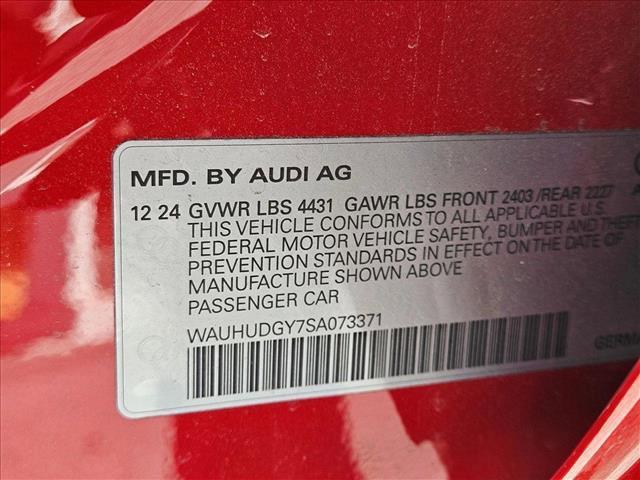 MFD. BY AUDI AG
12 24 GVWR LBS 4431 GAWR LBS FRONT 2403 /REAR 2227
THIS VEHICLE CONFORMS TO ALL APPLICABLE U.S.
FEDERAL MOTOR VEHICLE SAFETY, BUMPER AND THEFT
PREVENTION STANDARDS IN EFFECT ON THE DATE OF
MANUFACTURE SHOWN ABOVE
PASSENGER CAR
WAUHUDGY7SA073371